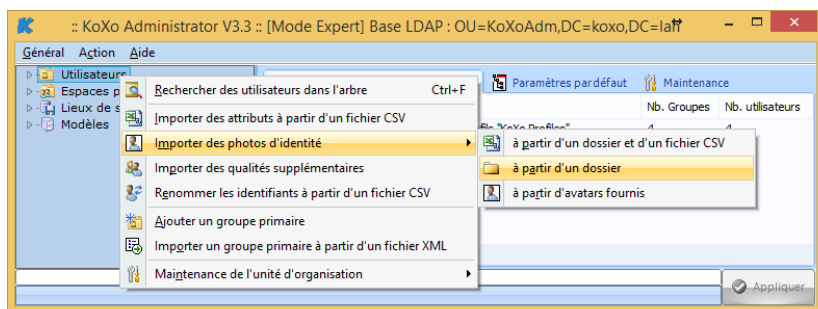 :: KoXo Administrator V3.3 :: [Mode Expert] Base LDAP : OU=KoXoAdm,DC=koxo,DC=lan
Général Action Aide
Utilisateurs
Espaces p
Lieux de s
Modèles
Paramètres par défaut Maintenance
Nb. Groupes Nb. utilisateurs
Rechercher des utilisateurs dans l'arbre Ctrl+F
Importer des attributs à partir d'un fichier CSV
Importer des photos d'identité
Importer des qualités supplémentaires
Renommer les identifiants à partir d'un fichier CSV
Ajouter un groupe primaire
Importer un groupe primaire à partir d'un fichier XML
Maintenance de l'unité d'organisation
à partir d'un dossier et d'un fichier CSV
à partir d'un dossier
à partir d'avatars fournis
Appliquer